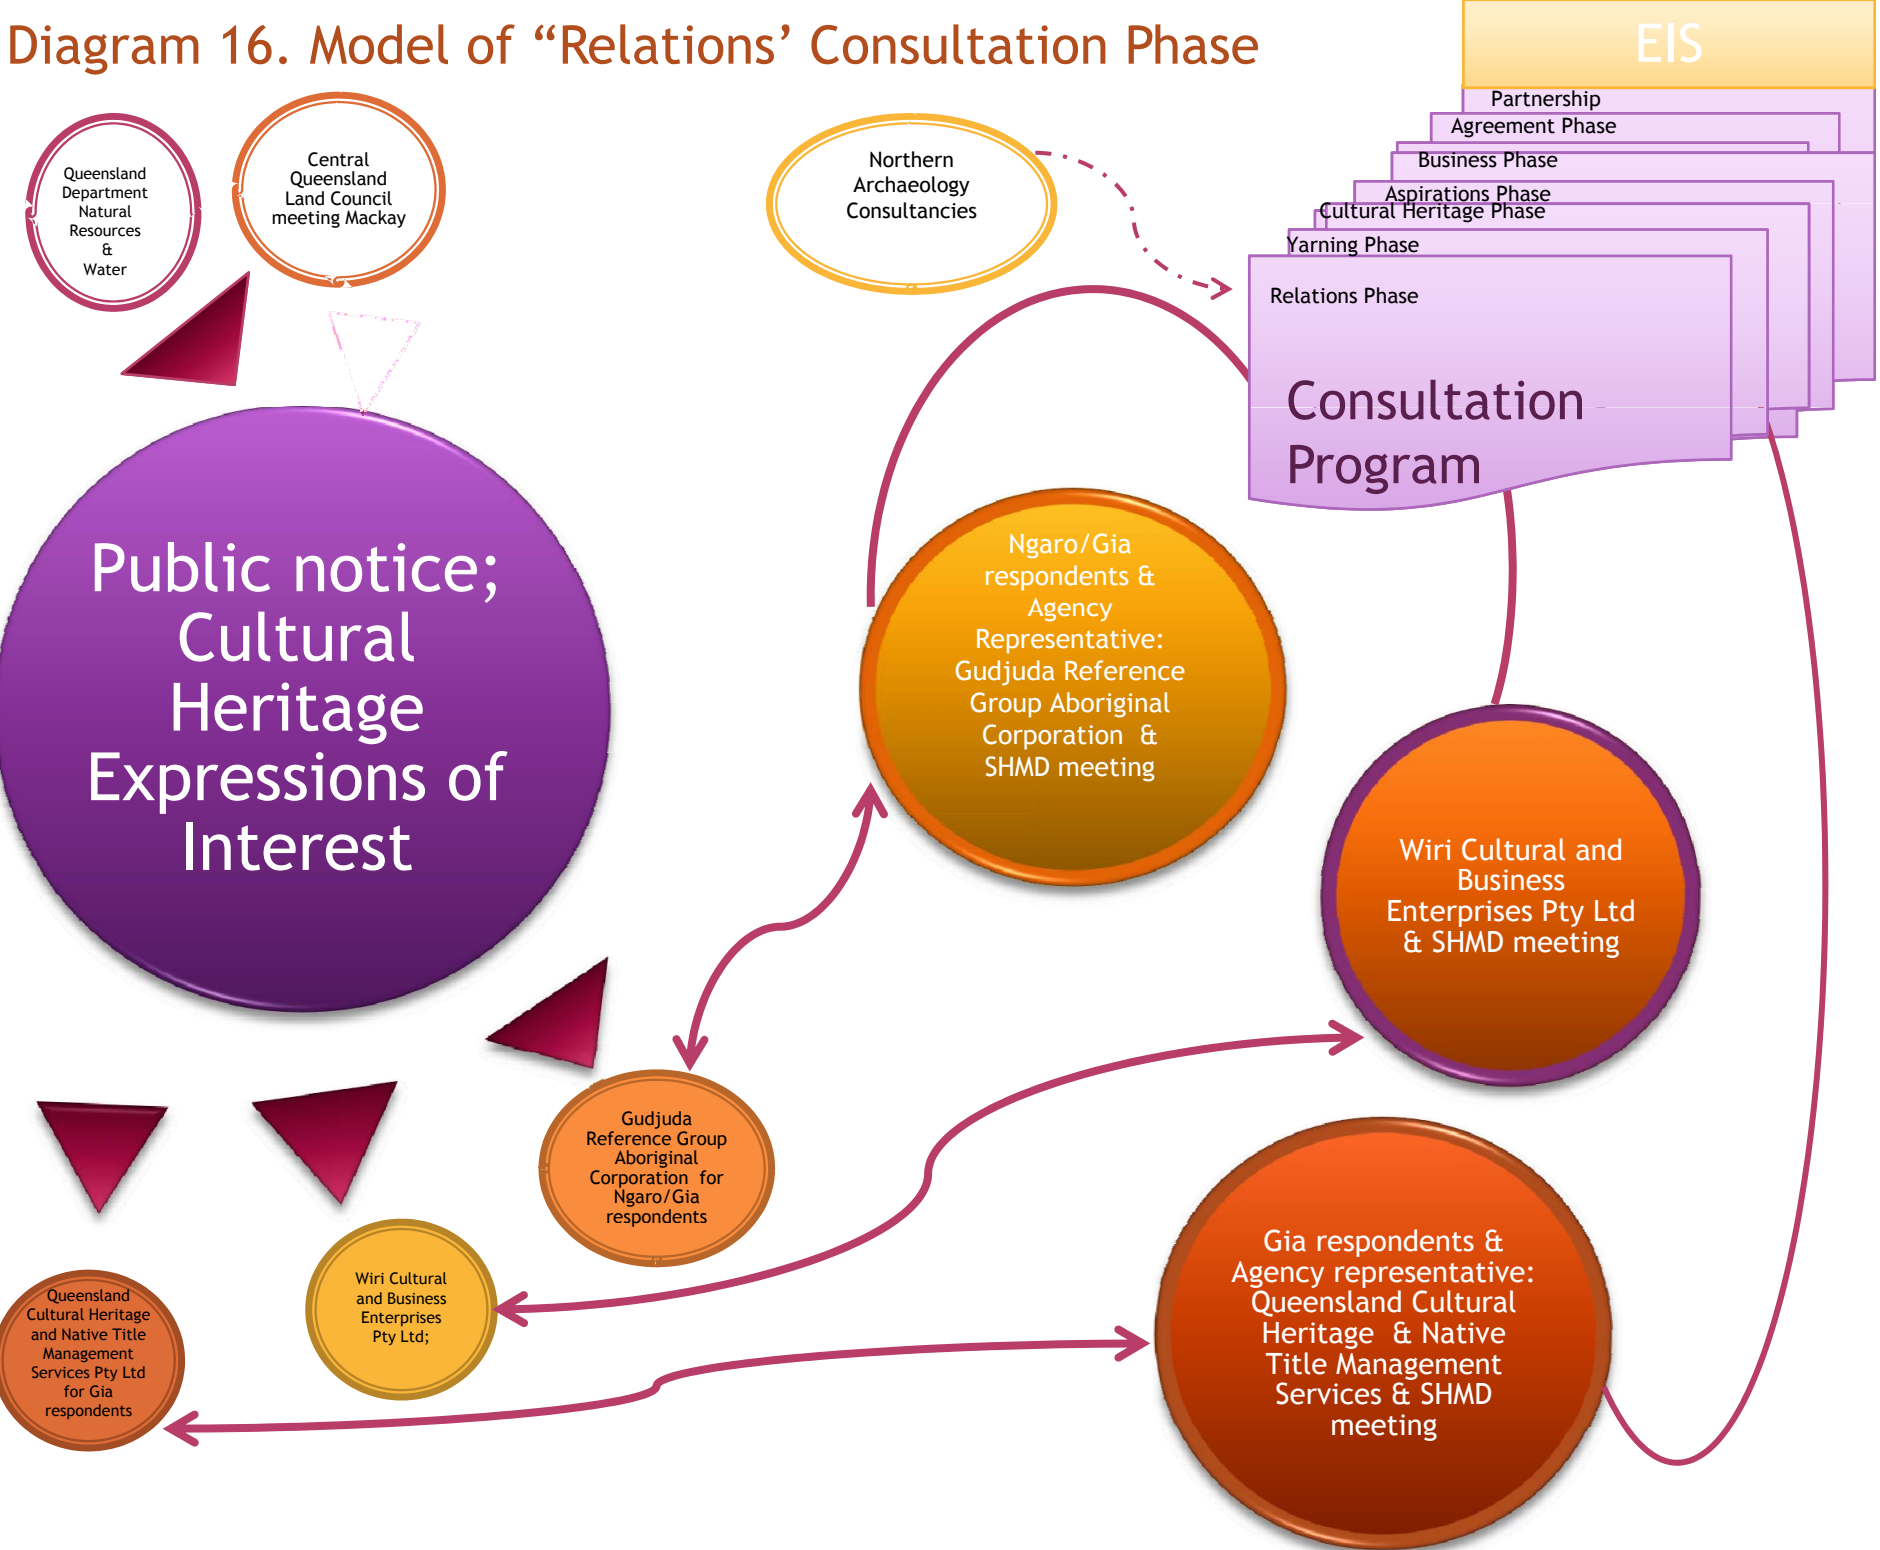 Diagram 16. Model of “Relations’ Consultation Phase
EIS
Partnership
Agreement Phase
Business Phase
Aspirations Phase
Cultural Heritage Phase
Yarning Phase
Relations Phase
Consultation
Program
Queensland
Department
Natural
Resources
&
Water
Central
Queensland
Land Council
meeting Mackay
Northern
Archaeology
Consultancies
Public notice;
Cultural
Heritage
Expressions of
Interest
Ngaro/Gia
respondents &
Agency
Representative:
Gudjuda Reference
Group Aboriginal
Corporation &
SHMD meeting
Wiri Cultural and
Business
Enterprises Pty Ltd
& SHMD meeting
Gudjuda
Reference Group
Aboriginal
Corporation for
Ngaro/Gia
respondents
Wiri Cultural
and Business
Enterprises
Pty Ltd;
Queensland
Cultural Heritage
and Native Title
Management
Services Pty Ltd
for Gia
respondents
Gia respondents &
Agency representative:
Queensland Cultural
Heritage & Native
Title Management
Services & SHMD
meeting